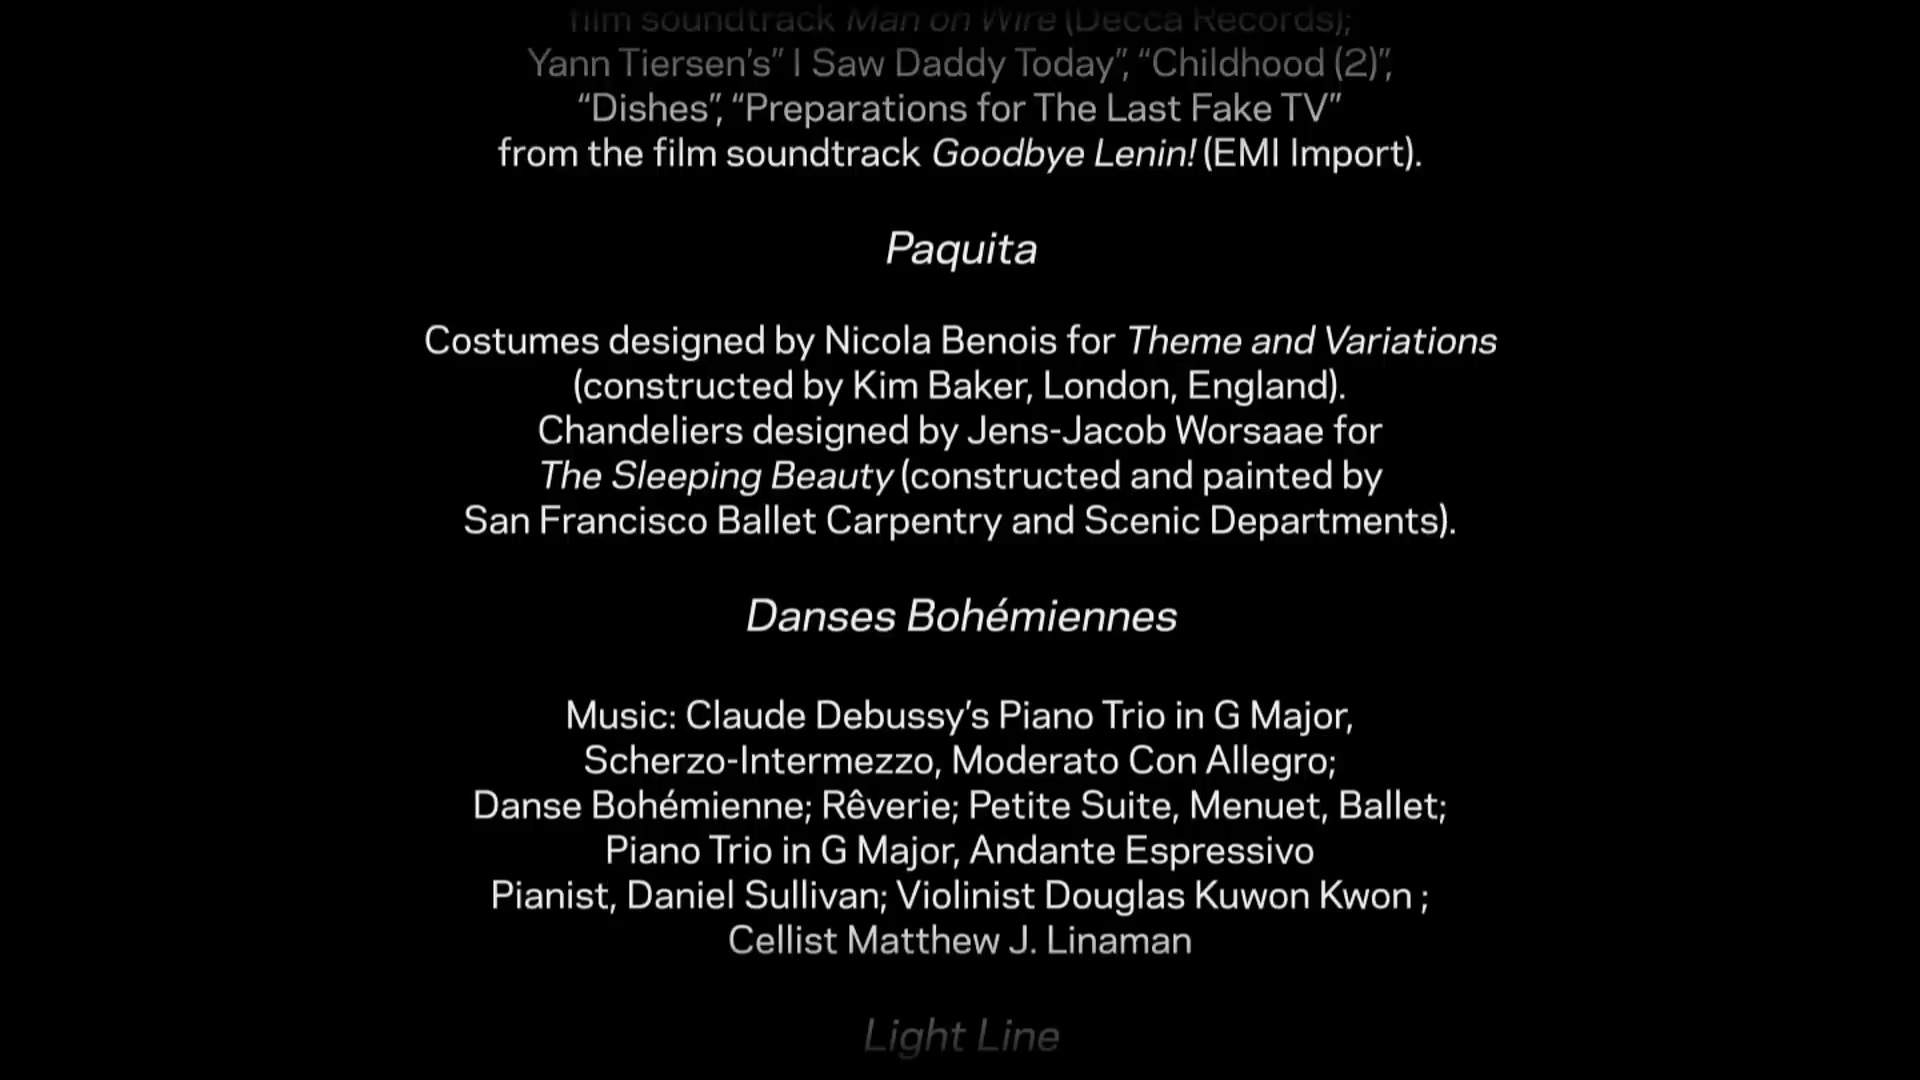 film soundtrack Man on Wire (Decca Records);
Yann Tiersen’s” I Saw Daddy Today”, “Childhood (2)”,
“Dishes”, “Preparations for The Last Fake TV”
from the film soundtrack Goodbye Lenin! (EMI Import).
Paquita
Costumes designed by Nicola Benois for Theme and Variations
(constructed by Kim Baker, London, England).
Chandeliers designed by Jens-Jacob Worsaae for
The Sleeping Beauty (constructed and painted by
San Francisco Ballet Carpentry and Scenic Departments).
Danses Bohémiennes
Music: Claude Debussy’s Piano Trio in G Major,
Scherzo-Intermezzo, Moderato Con Allegro;
Danse Bohémienne; Rêverie; Petite Suite, Menuet, Ballet;
Piano Trio in G Major, Andante Espressivo
Pianist, Daniel Sullivan; Violinist Douglas Kuwon Kwon ;
Cellist Matthew J. Linaman
Light Line